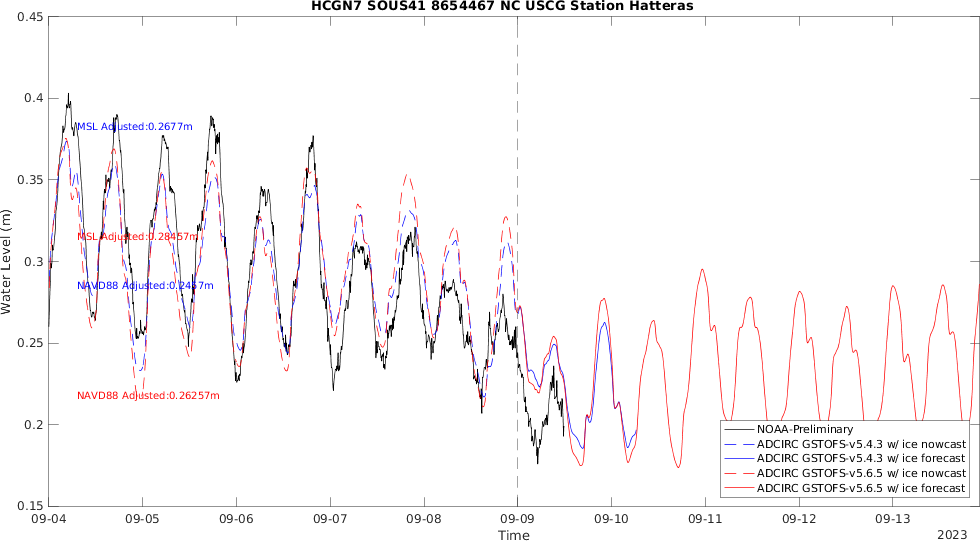 HCGN7 SOUS41 8654467 NC USCG Station Hatteras
0.45
0.4
0.35
0.3
0.25
0.2
0.15
Water Level (m)
MSL Adjusted:0.2677m
MSL Adjusted:0.28457m
NAVD88 Adjusted:0.2457m
NAVD88 Adjusted:0.26257m
NOAA-Preliminary
ADCIRC GSTOFS-v5.4.3 w/ ice nowcast
ADCIRC GSTOFS-v5.4.3 w/ ice forecast
ADCIRC GSTOFS-v5.6.5 w/ ice nowcast
ADCIRC GSTOFS-v5.6.5 w/ ice forecast
09-04 09-05 09-06 09-07 09-08 09-09 09-10 09-11 09-12 09-13
Time
2023